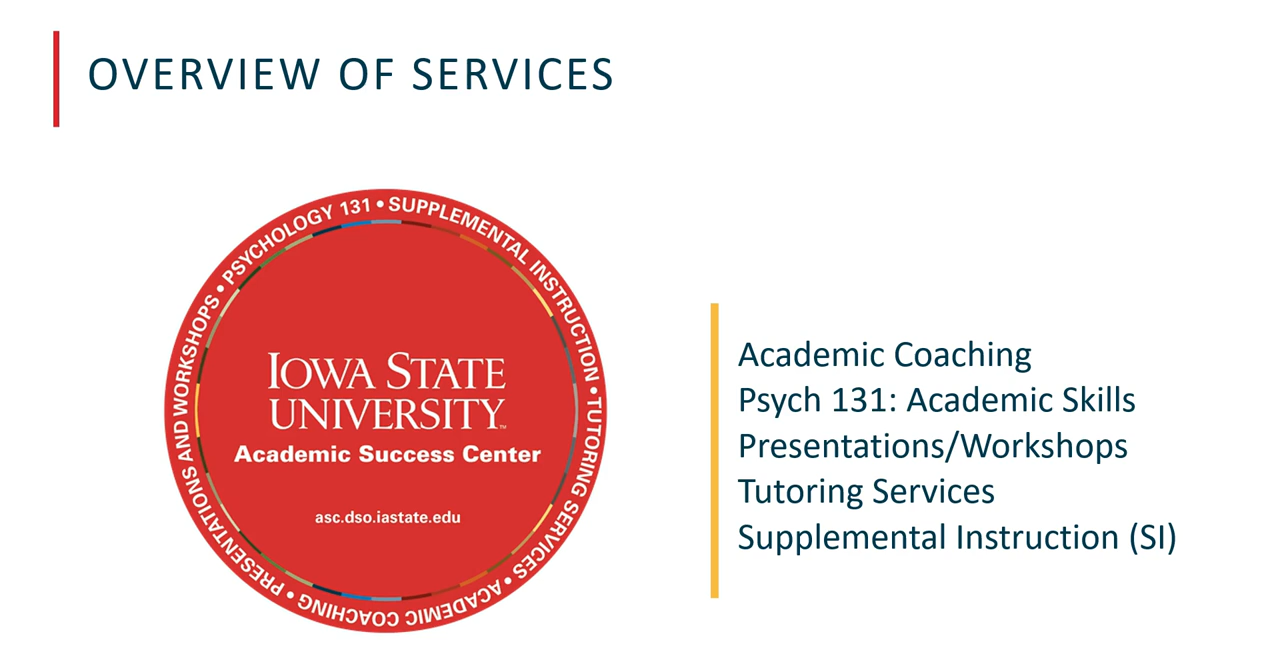 OVERVIEW OF SERVICES
PSYCHOLOGY 131 • SUPPLEMENTAL INSTRUCTION • TUTORING SERVICES • ACADEMIC COACHING • PRESENTATIONS AND WORKSHOPS •
IOWA STATE
UNIVERSITY™
Academic Success Center
asc.dso.iastate.edu
Academic Coaching
Psych 131: Academic Skills
Presentations/Workshops
Tutoring Services
Supplemental Instruction (SI)